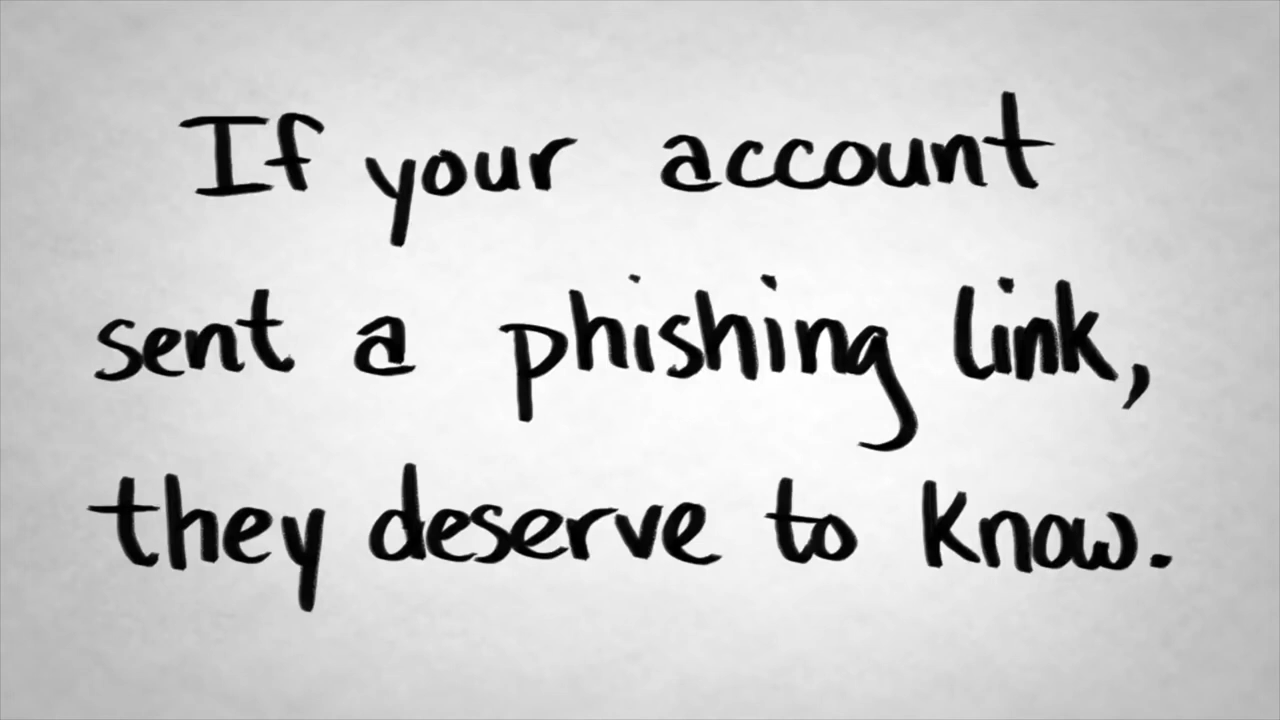 If your account
sent a phishing link,
they deserve to know.